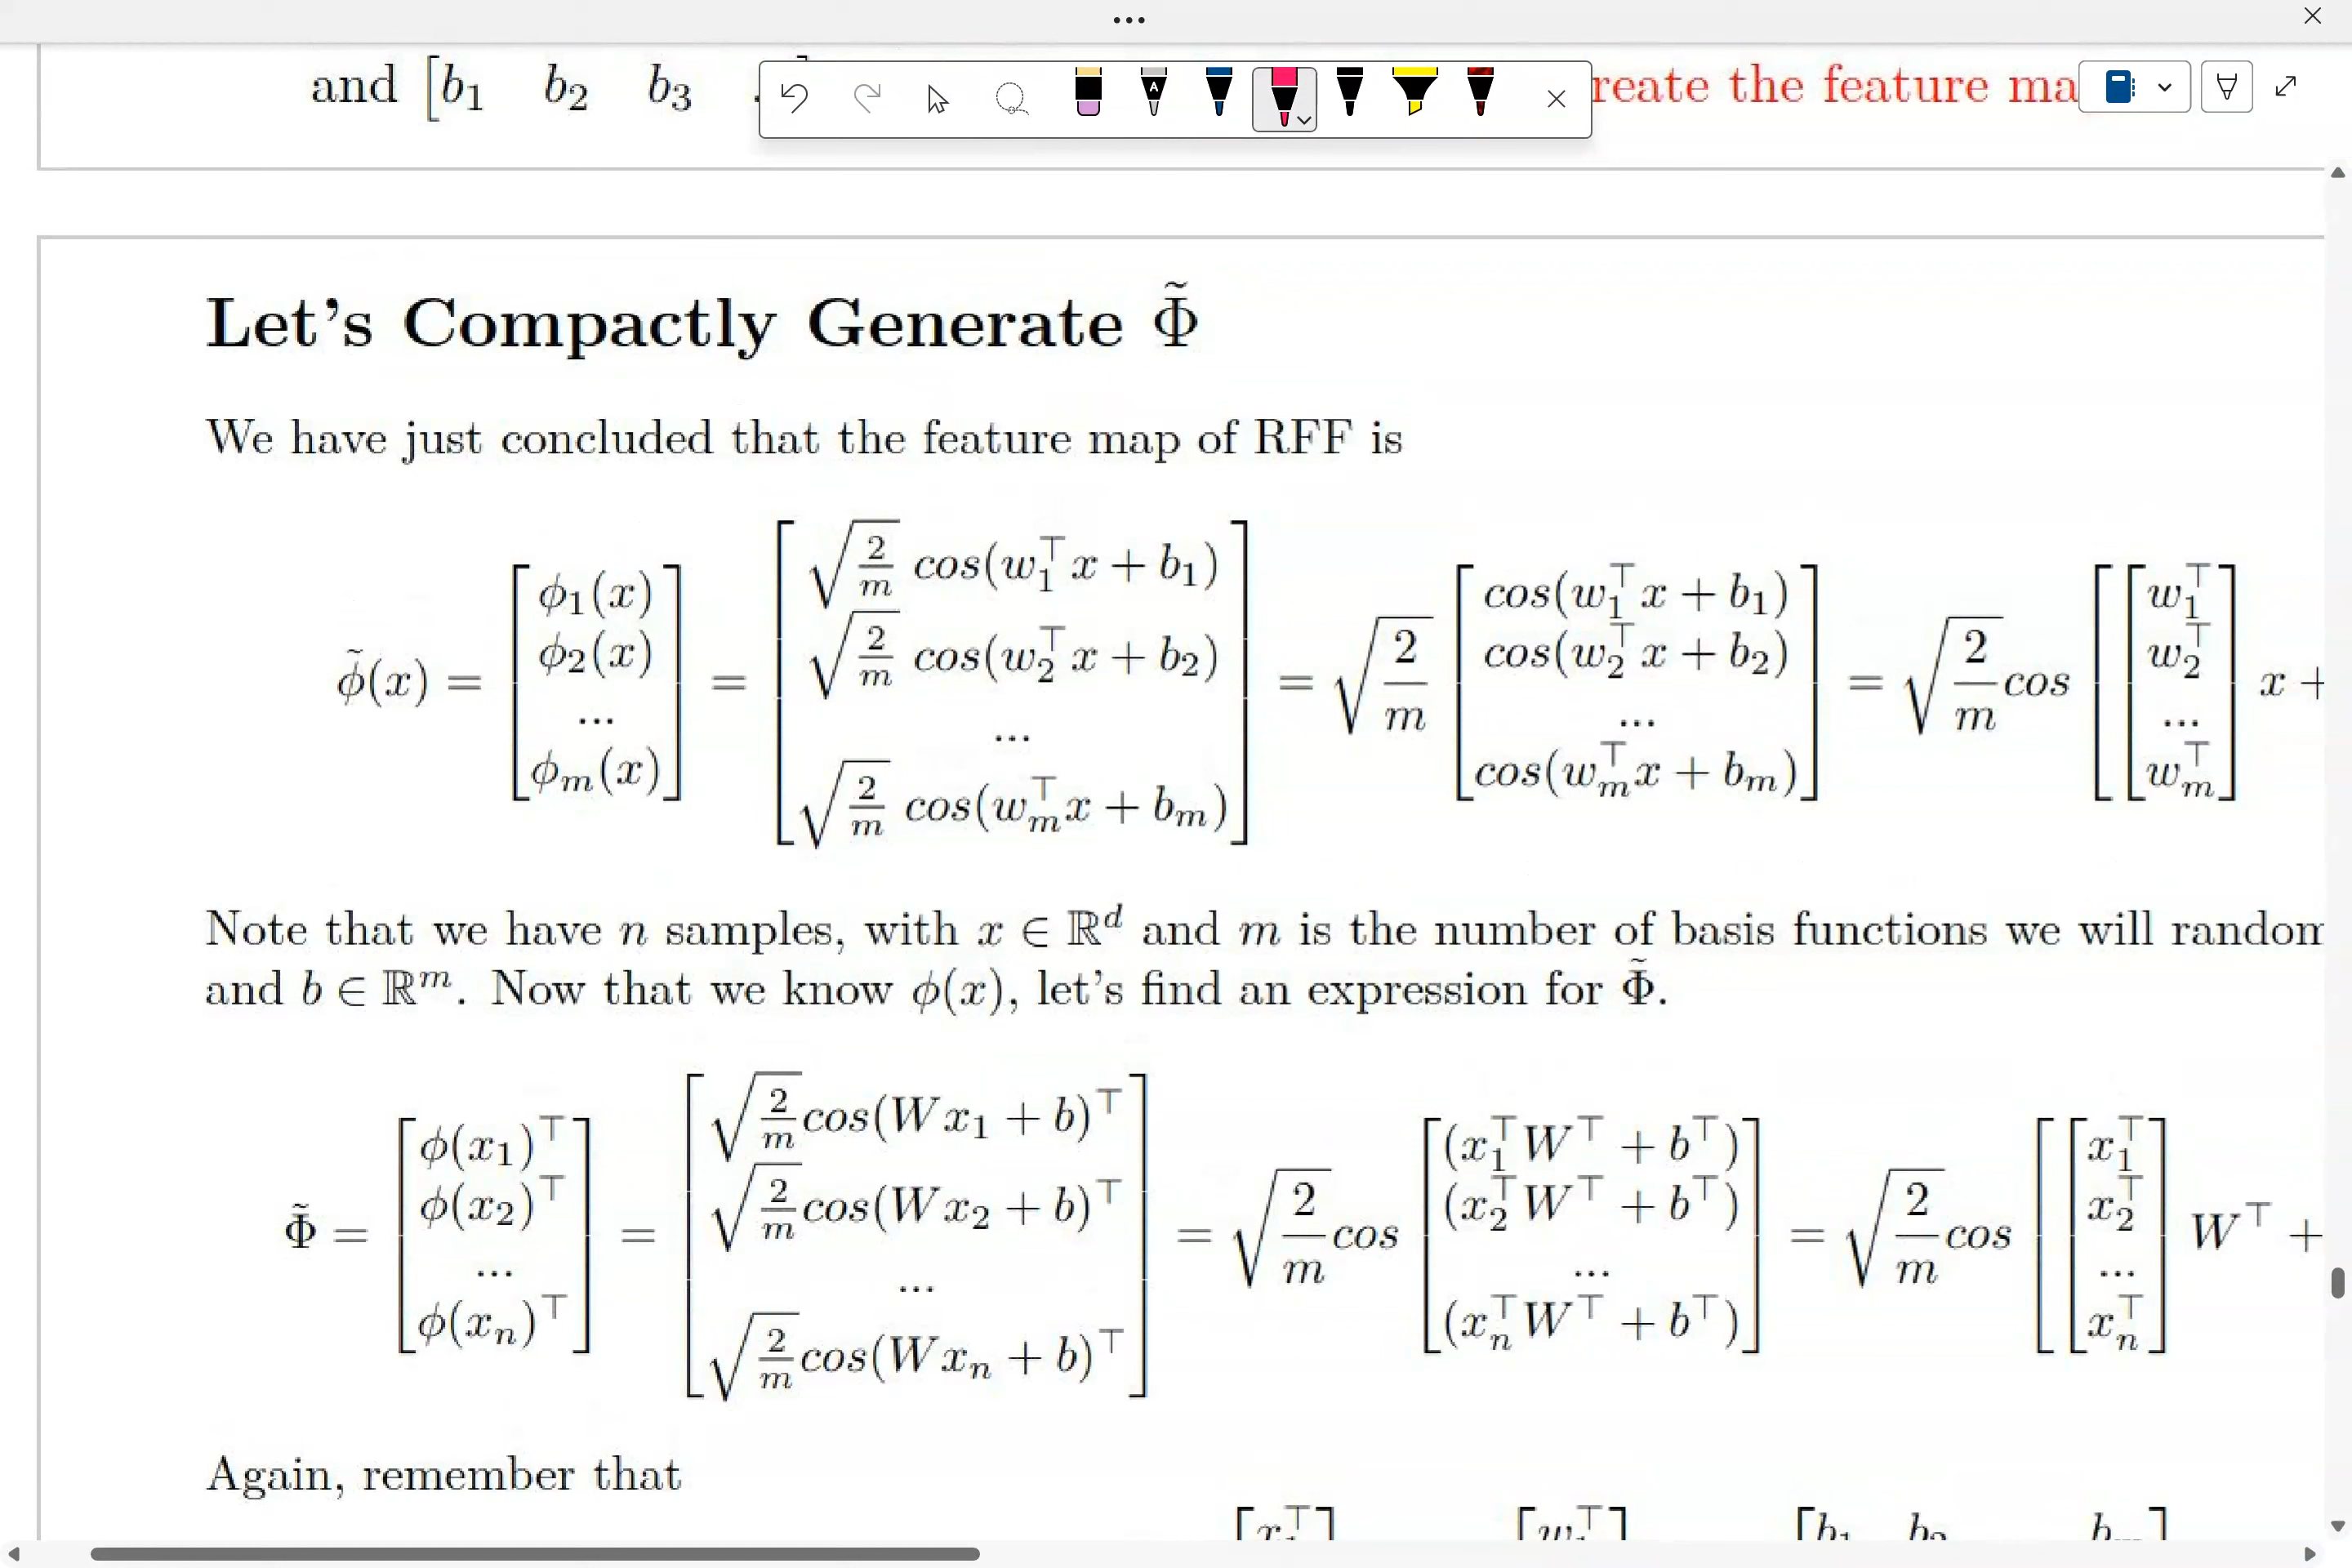 and [b₁ b₂ b₃ reate the feature ma
Let's Compactly Generate Φ̃
We have just concluded that the feature map of RFF is
φ̃(x) = [φ₁(x) φ₂(x) ... φₘ(x)] = [√(2/m) cos(w₁ᵀx + b₁) √(2/m) cos(w₂ᵀx + b₂) ... √(2/m) cos(wₘᵀx + bₘ)] = √(2/m) [cos(w₁ᵀx + b₁) cos(w₂ᵀx + b₂) ... cos(wₘᵀx + bₘ)] = √(2/m) cos [[w₁ᵀ w₂ᵀ ... wₘᵀ] x +
Note that we have n samples, with x ∈ ℝᵈ and m is the number of basis functions we will random
and b ∈ ℝᵐ. Now that we know φ(x), let's find an expression for Φ̃.
Φ̃ = [φ(x₁)ᵀ φ(x₂)ᵀ ... φ(xₙ)ᵀ] = [√(2/m) cos(Wx₁ + b)ᵀ √(2/m) cos(Wx₂ + b)ᵀ ... √(2/m) cos(Wxₙ + b)ᵀ] = √(2/m) cos [(x₁ᵀWᵀ + bᵀ) (x₂ᵀWᵀ + bᵀ) ... (xₙᵀWᵀ + bᵀ)] = √(2/m) cos [[x₁ᵀ x₂ᵀ ... xₙᵀ] Wᵀ +
Again, remember that